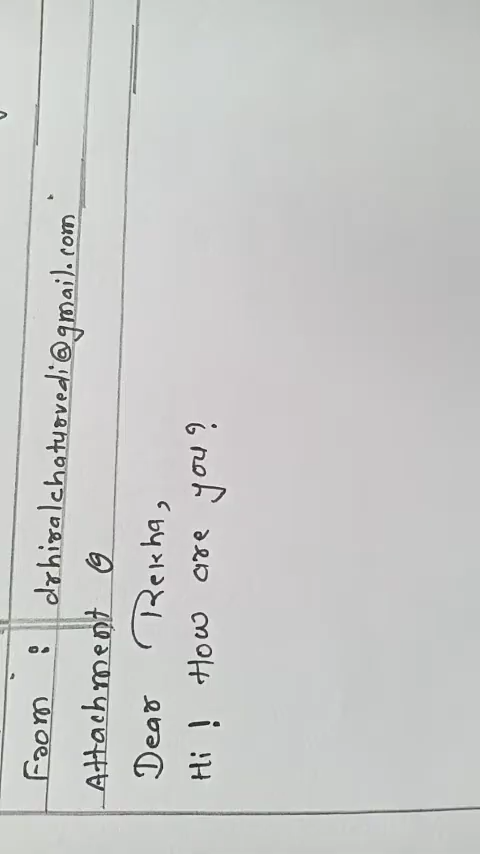 From : drhiralchaturvedi@gmail.com
Attachment
Dear Rekha,
Hi! How are you?